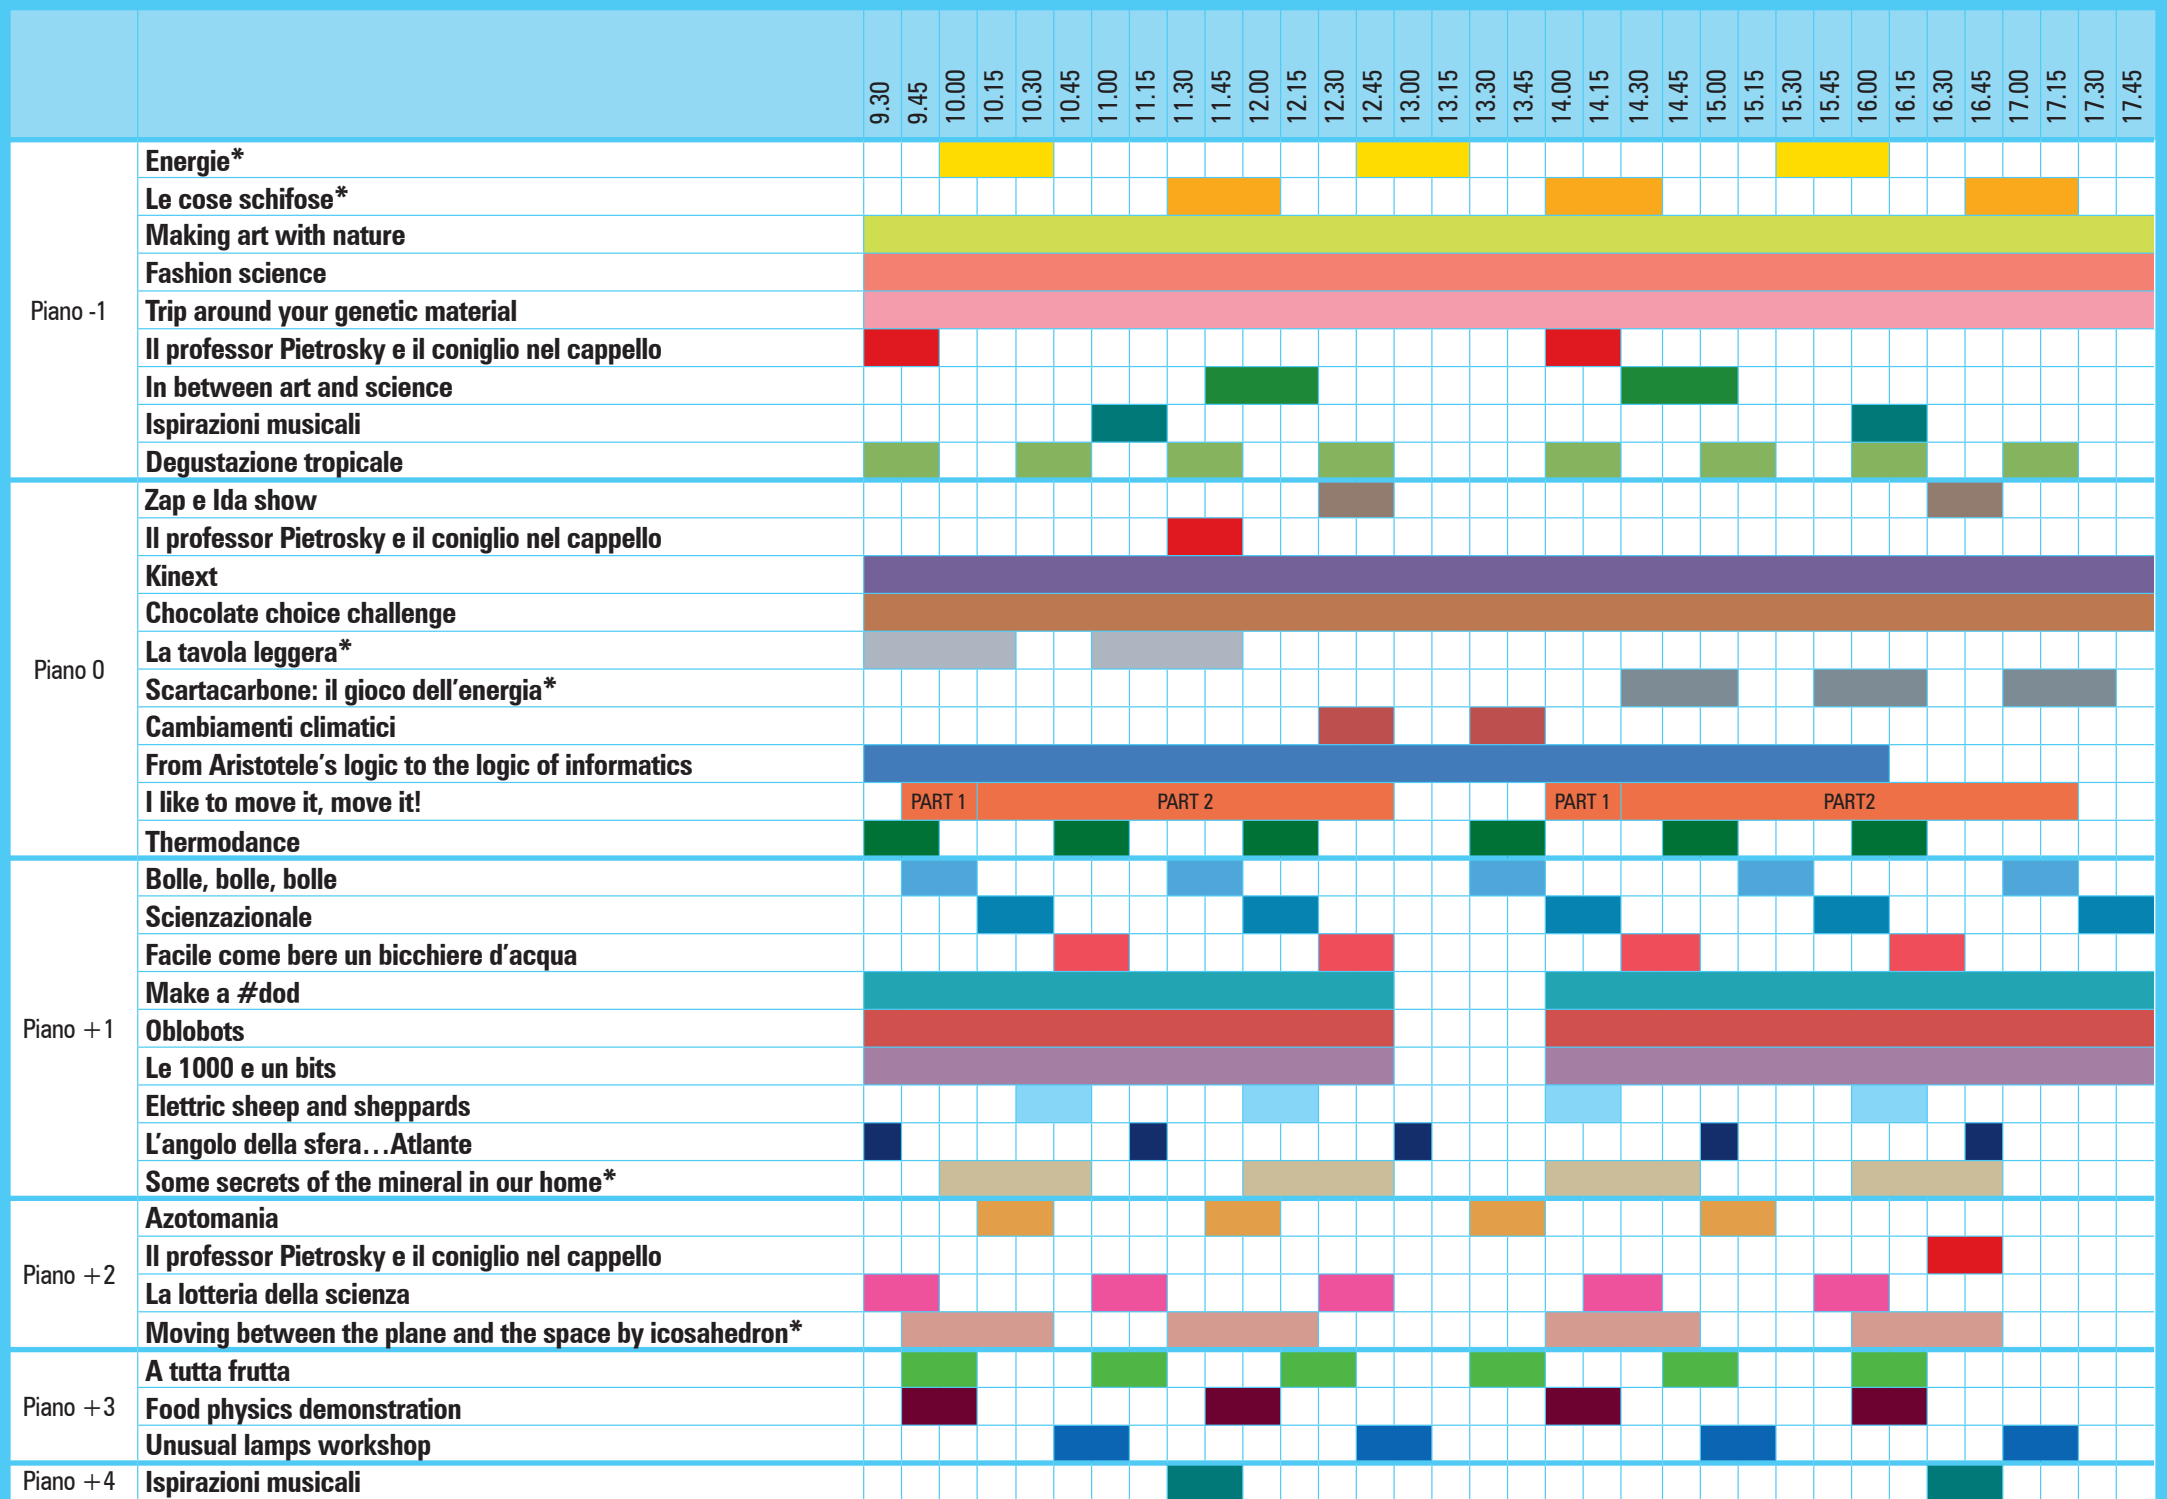 9.30 9.45 10.00 10.15 10.30 10.45 11.00 11.15 11.30 11.45 12.00 12.15 12.30 12.45 13.00 13.15 13.30 13.45 14.00 14.15 14.30 14.45 15.00 15.15 15.30 15.45 16.00 16.15 16.30 16.45 17.00 17.15 17.30 17.45
Energie*
Le cose schifose*
Making art with nature
Fashion science
Piano -1 Trip around your genetic material
Il professor Pietrosky e il coniglio nel cappello
In between art and science
Ispirazioni musicali
Degustazione tropicale
Zap e Ida show
Il professor Pietrosky e il coniglio nel cappello
Kinext
Chocolate choice challenge
La tavola leggera*
Piano 0
Scartacarbone: il gioco dell'energia*
Cambiamenti climatici
From Aristotele's logic to the logic of informatics
I like to move it, move it! PART 1 PART 2 PART 1 PART2
Thermodance
Bolle, bolle, bolle
Scienzazionale
Facile come bere un bicchiere d'acqua
Make a #dod
Piano +1 Oblobots
Le 1000 e un bits
Elettric sheep and sheppards
L'angolo della sfera...Atlante
Some secrets of the mineral in our home*
Azotomania
Il professor Pietrosky e il coniglio nel cappello
Piano +2
La lotteria della scienza
Moving between the plane and the space by icosahedron*
A tutta frutta
Piano +3 Food physics demonstration
Unusual lamps workshop
Piano +4 Ispirazioni musicali